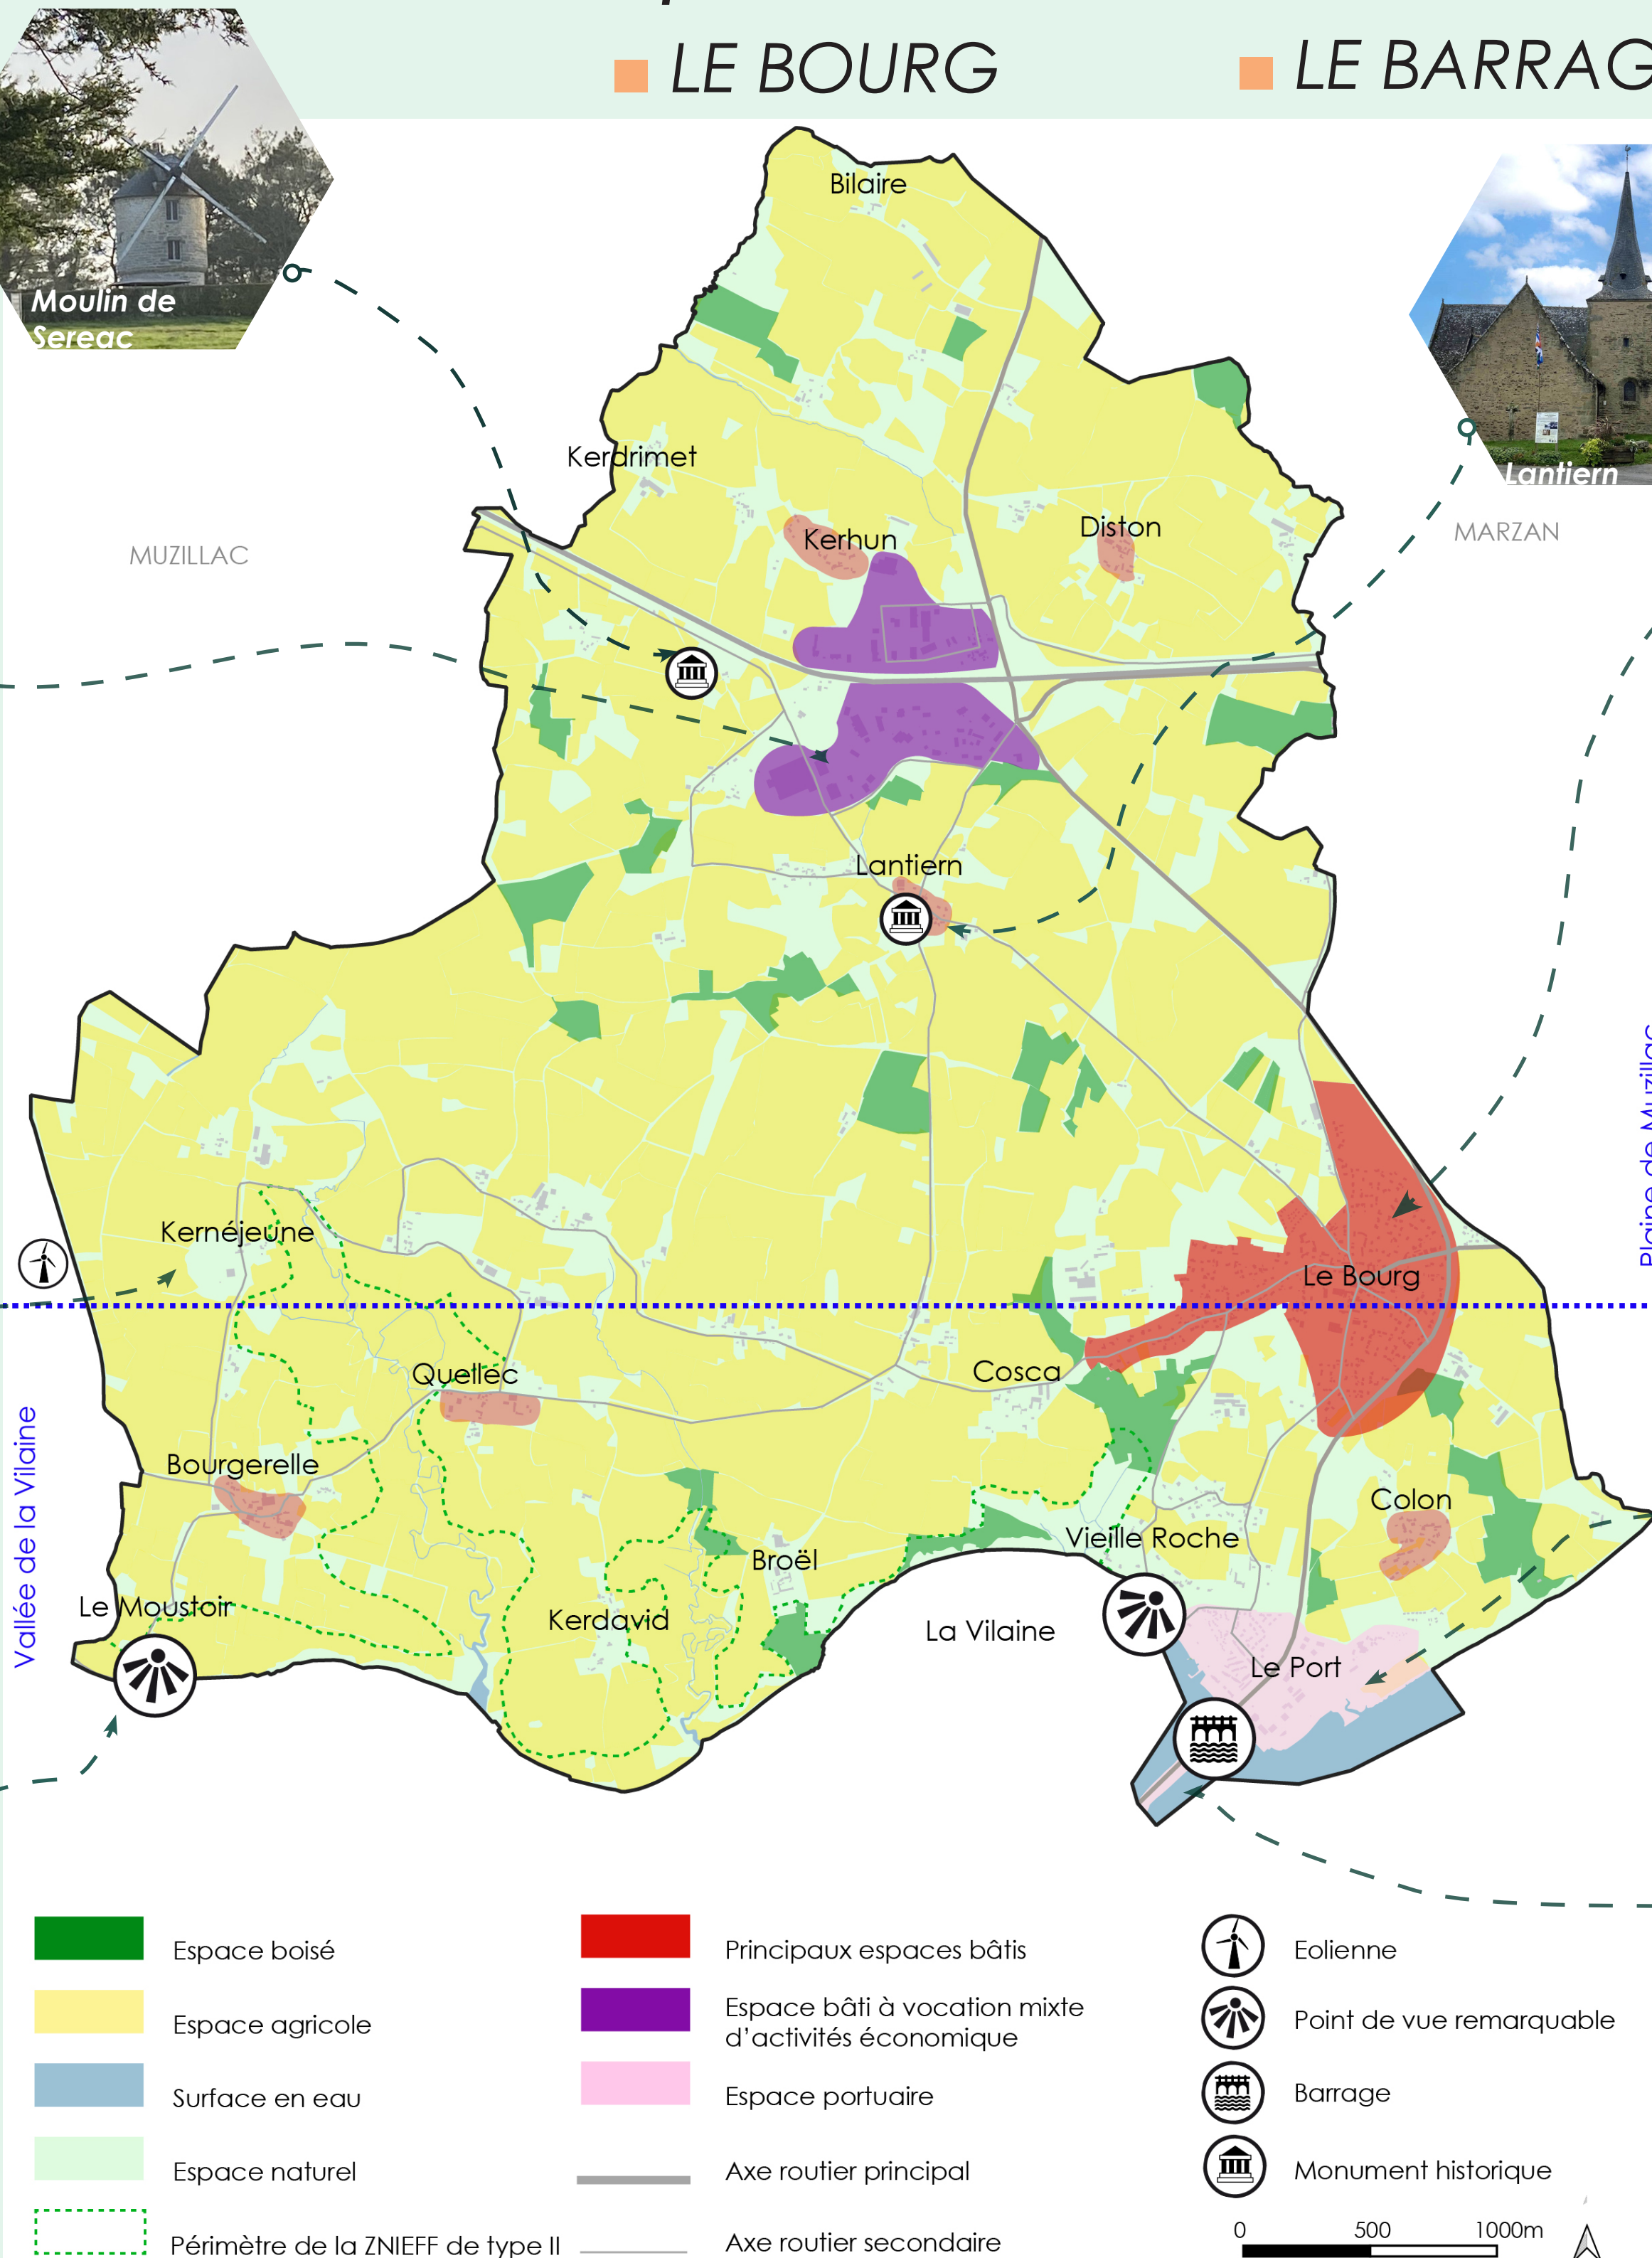 LE BOURG
LE BARRAG
Moulin de
Sereac
Lantiern
Bilaire
Kerdrimet
Kerhun
Diston
MUZILLAC
MARZAN
Lantiern
Plaine de Muzillac
Kernéjeune
Le Bourg
Quellec
Cosca
Vallée de la Vilaine
Bourgerelle
Colon
Vieille Roche
Broël
Le Moustoir
Kerdavid
La Vilaine
Le Port
Espace boisé
Espace agricole
Surface en eau
Espace naturel
Périmètre de la ZNIEFF de type II
Principaux espaces bâtis
Espace bâti à vocation mixte
d'activités économique
Espace portuaire
Axe routier principal
Axe routier secondaire
Eolienne
Point de vue remarquable
Barrage
Monument historique
0 500 1000m